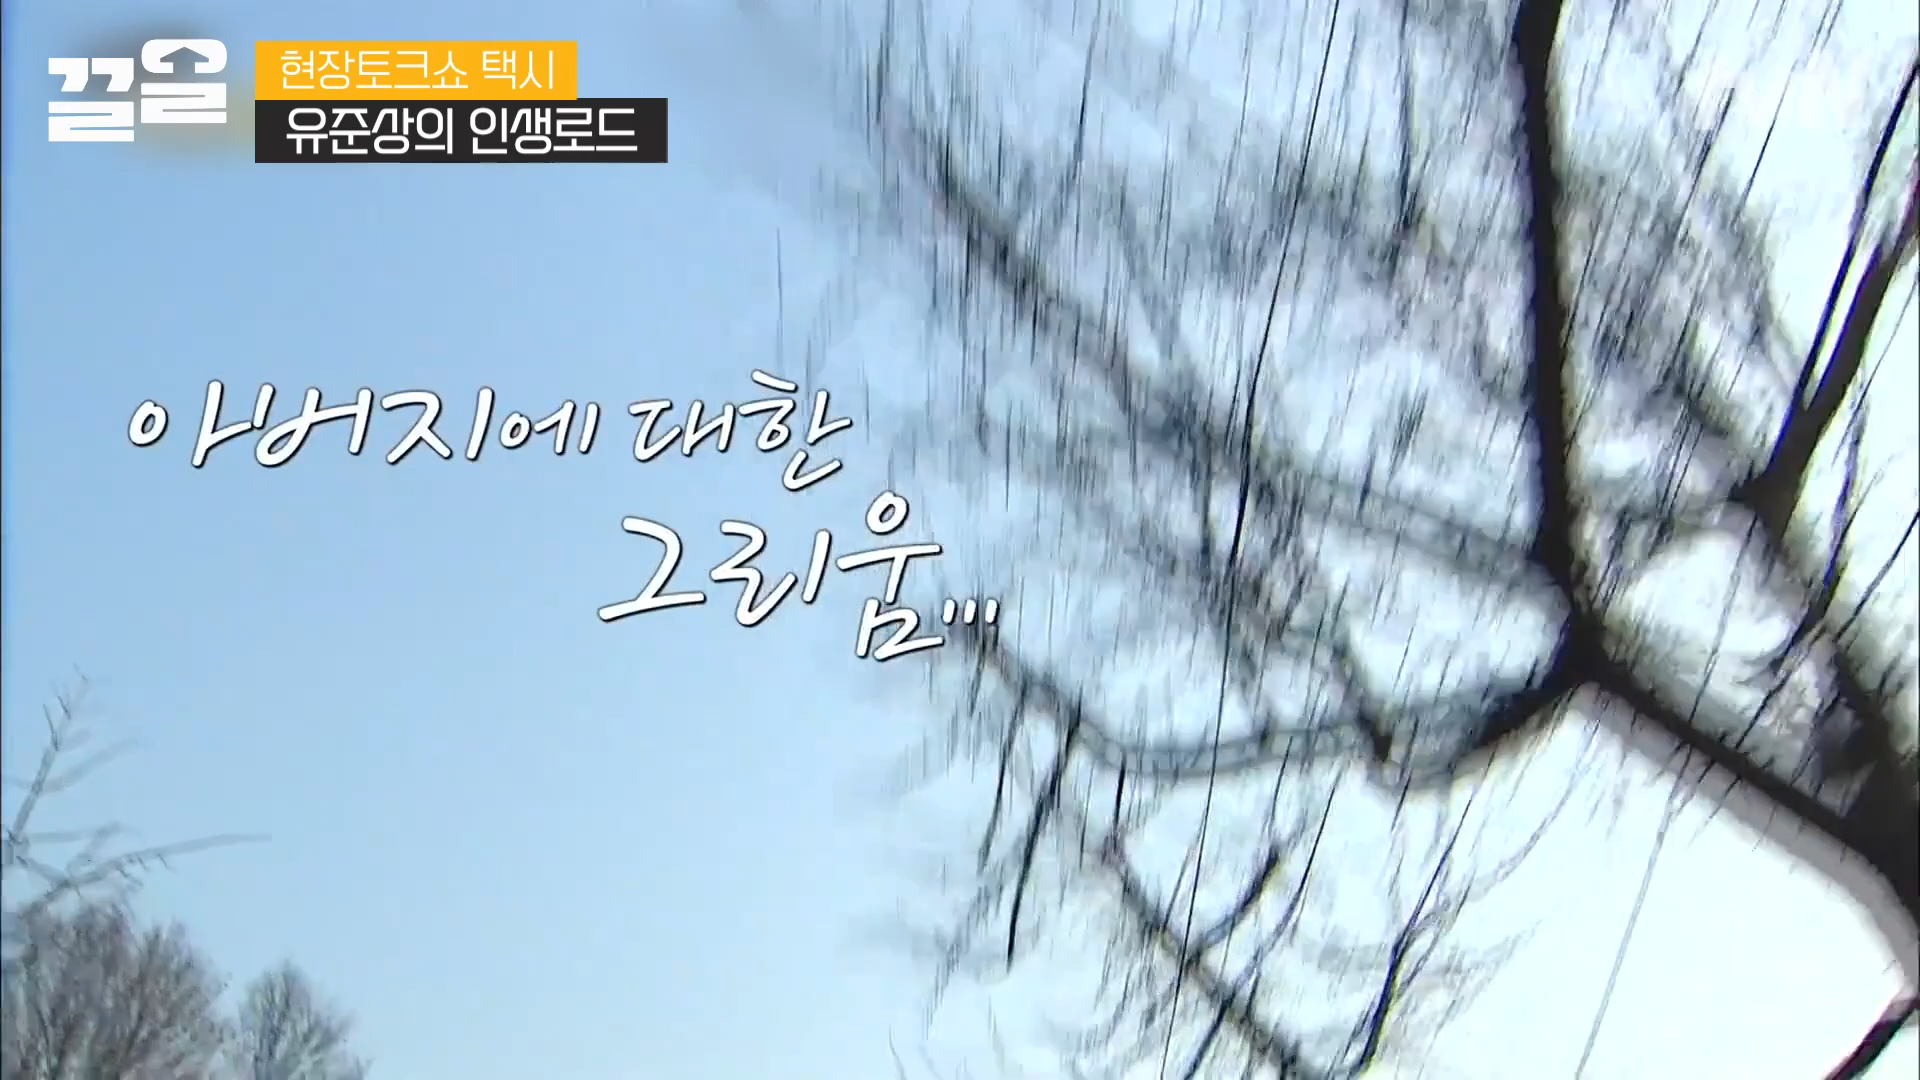 끌올
현장토크쇼 택시
유준상의 인생로드
아버지에 대한
그리움...